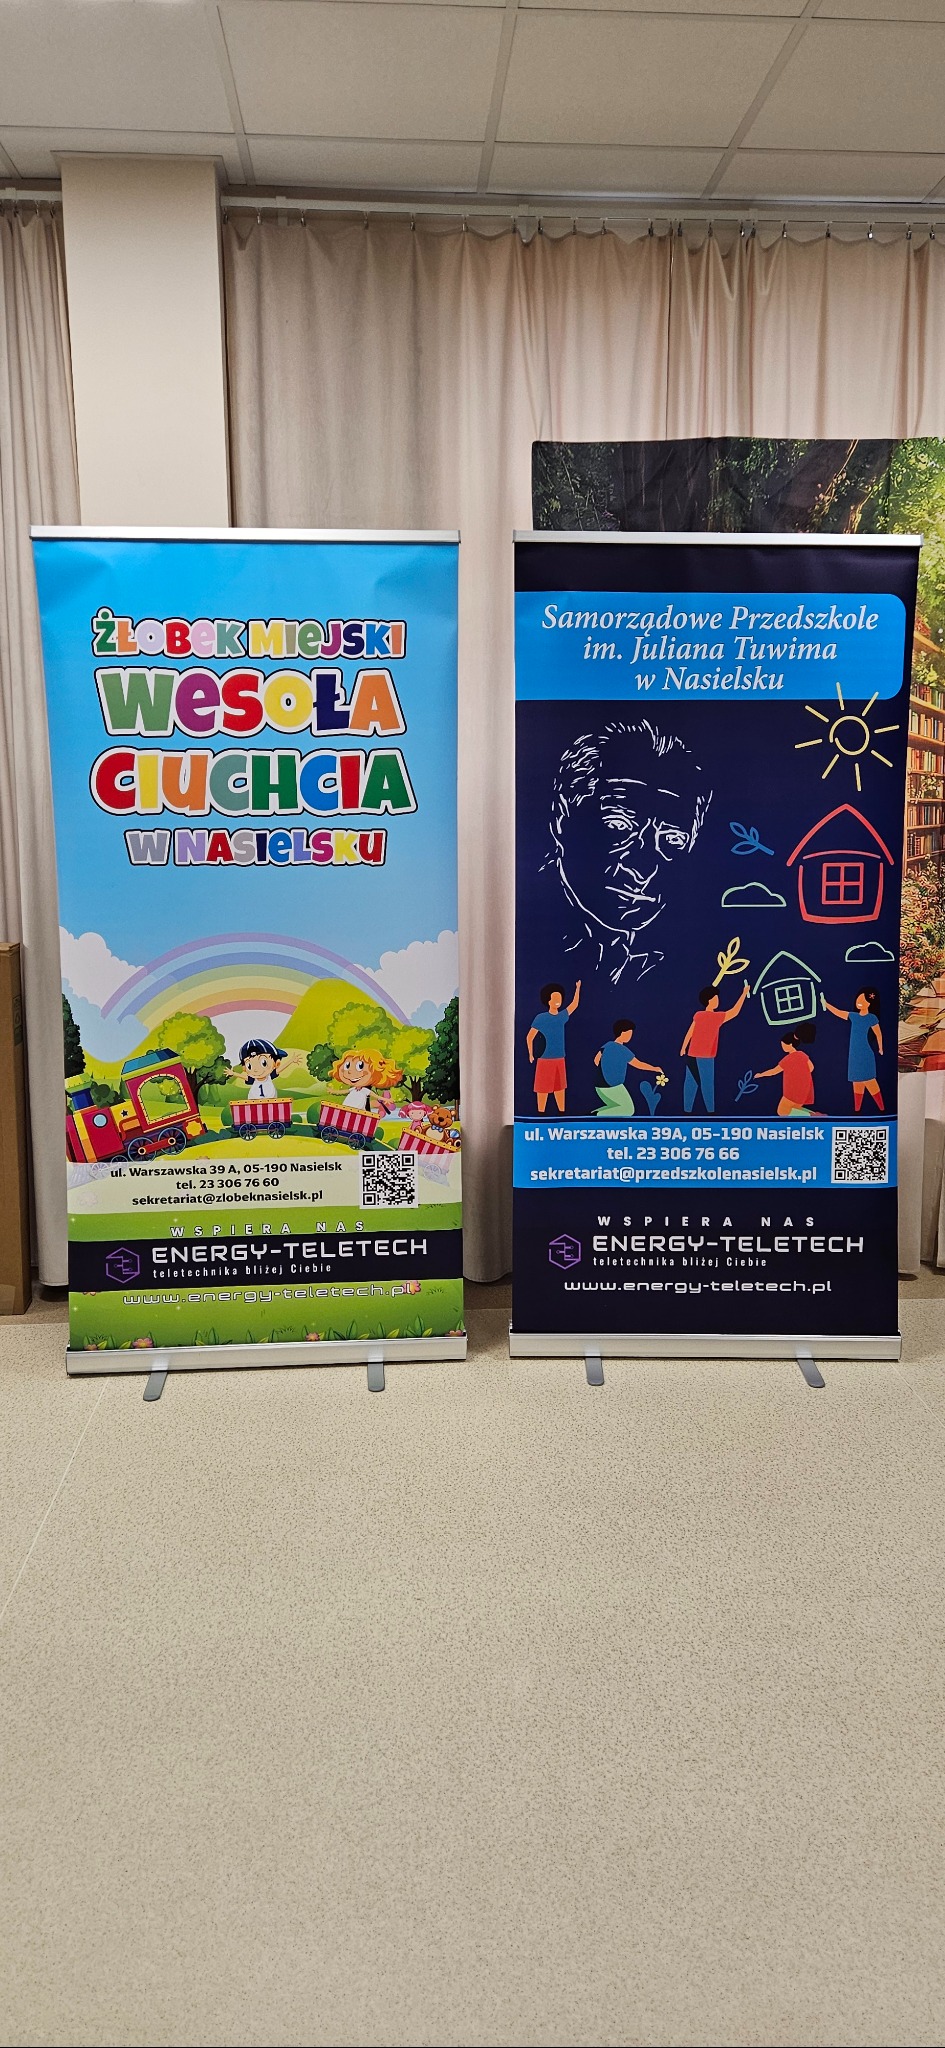 ŻŁOBEK MIEJSKI
WESOŁA
CIUCHCIA
W NASIELSKU
1
ul. Warszawska 39 A, 05-190 Nasielsk
tel. 23 306 76 60
sekretariat@zlobeknasielsk.pl
WSPIERA NAS
ENERGY-TELETECH
teletechnika bliżej Ciebie
www.energy-teletech.pl
Samorządowe Przedszkole
im. Juliana Tuwima
w Nasielsku
ul. Warszawska 39A, 05-190 Nasielsk
tel. 23 306 76 66
sekretariat@przedszkolenasielsk.pl
WSPIERA NAS
ENERGY-TELETECH
teletechnika bliżej Ciebie
www.energy-teletech.pl